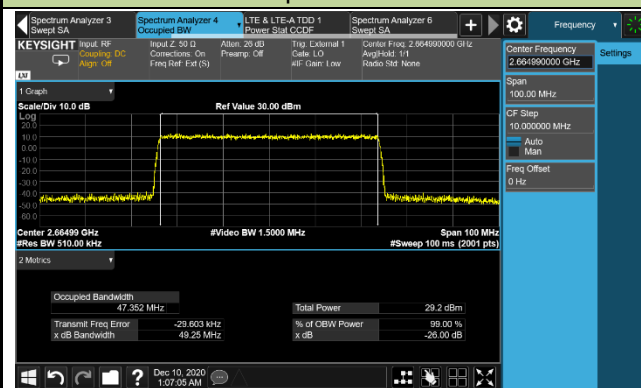 Spectrum Analyzer 3
Swept SA
Spectrum Analyzer 4
Occupied BW
LTE & LTE-A TDD 1
Power Stat CCDF
Spectrum Analyzer 6
Swept SA
Frequency
KEYSIGHT
Input: RF
Coupling: DC
Align: Off
Input Z: 50 Ω
Corrections: On
Freq Ref: Ext (S)
Atten: 26 dB
Preamp: Off
Trig: External 1
Gate: LO
#IF Gain: Low
Center Freq: 2.664990000 GHz
Avg|Hold: 1/1
Radio Std: None
LXI
Center Frequency
2.664990000 GHz
Settings
Span
100.00 MHz
CF Step
10.000000 MHz
Auto
Man
Freq Offset
0 Hz
1 Graph
Scale/Div 10.0 dB
Ref Value 30.00 dBm
Log
20.0
10.0
0.00
-10.0
-20.0
-30.0
-40.0
-50.0
-60.0
Center 2.66499 GHz
#Video BW 1.5000 MHz
Span 100 MHz
#Res BW 510.00 kHz
#Sweep 100 ms (2001 pts)
2 Metrics
Occupied Bandwidth
47.352 MHz
Total Power
29.2 dBm
Transmit Freq Error
-29.603 kHz
% of OBW Power
99.00 %
x dB Bandwidth
49.25 MHz
x dB
-26.00 dB
Dec 10, 2020
1:07:05 AM